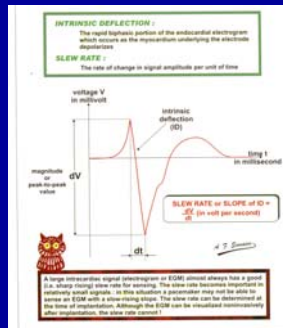 INTRINSIC DEFLECTION :
The rapid biphasic portion of the endocardial electrogram
which occurs as the myocardium underlying the electrode
depolarizes
SLEW RATE :
The rate of change in signal amplitude per unit of time
voltage V
in millivolt
intrinsic
deflection
(ID)
time t
in millisecond
magnitude
or
peak-to-peak
value
dV
dt
SLEW RATE or SLOPE of ID =
dV
dt
(in volt per second)
A large intracardiac signal (electrogram or EGM) almost always has a good
(i.e. sharp rising) slew rate for sensing. The slew rate becomes important in
relatively small signals : in this situation a pacemaker may not be able to
sense an EGM with a slow-rising slope. The slew rate can be determined at
the time of implantation. Although the EGM can be visualized noninvasively
after implantation, the slew rate cannot !